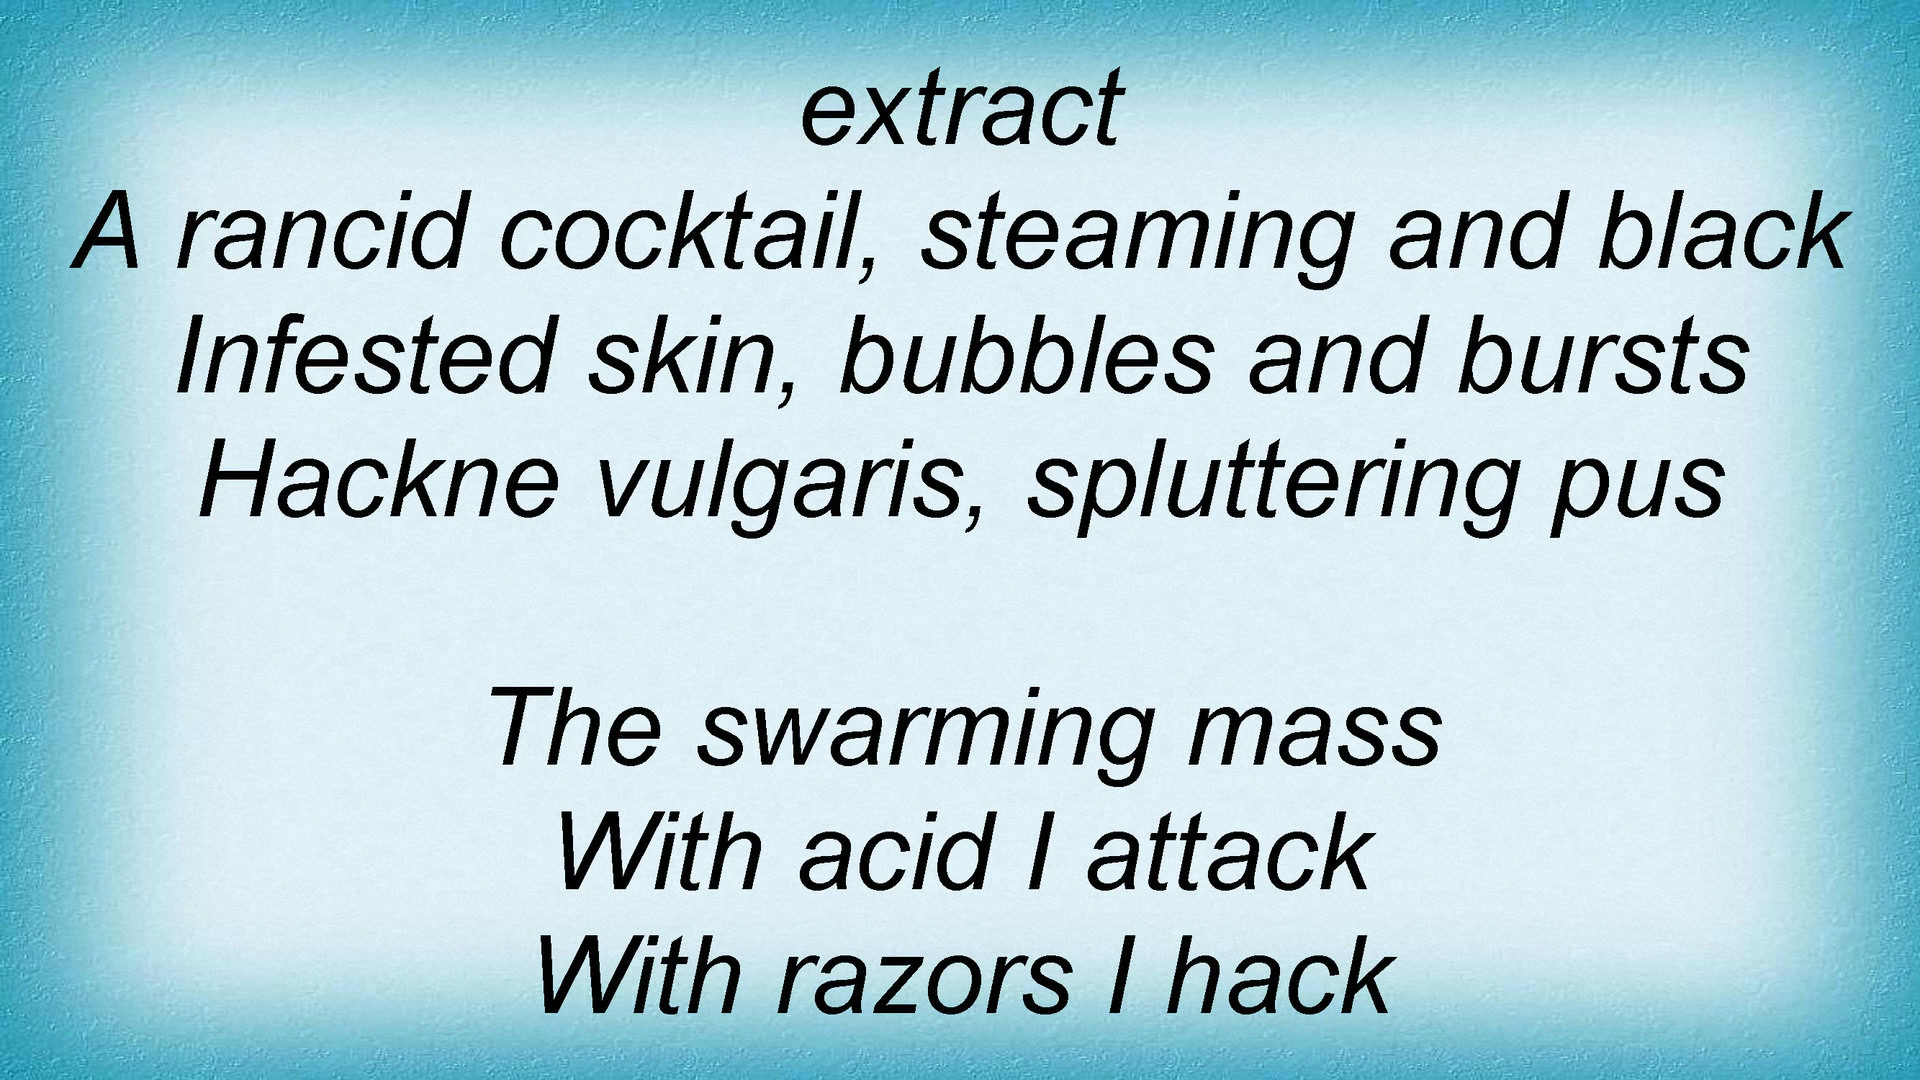 extract
A rancid cocktail, steaming and black
Infested skin, bubbles and bursts
Hackne vulgaris, spluttering pus
The swarming mass
With acid I attack
With razors I hack